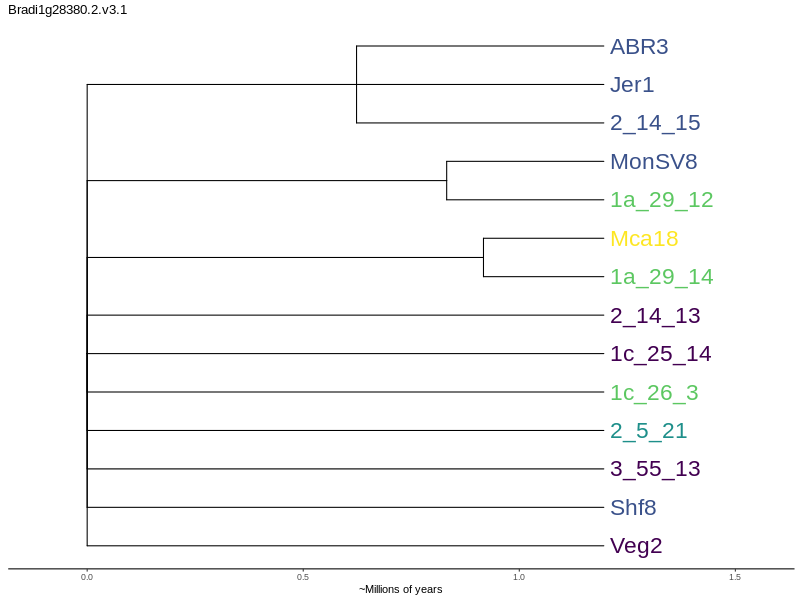 Bradi1g28380.2.v3.1
ABR3
Jer1
2_14_15
MonSV8
1a_29_12
Mca18
1a_29_14
2_14_13
1c_25_14
1c_26_3
2_5_21
3_55_13
Shf8
Veg2
0.0 0.5 1.0 1.5
~Millions of years